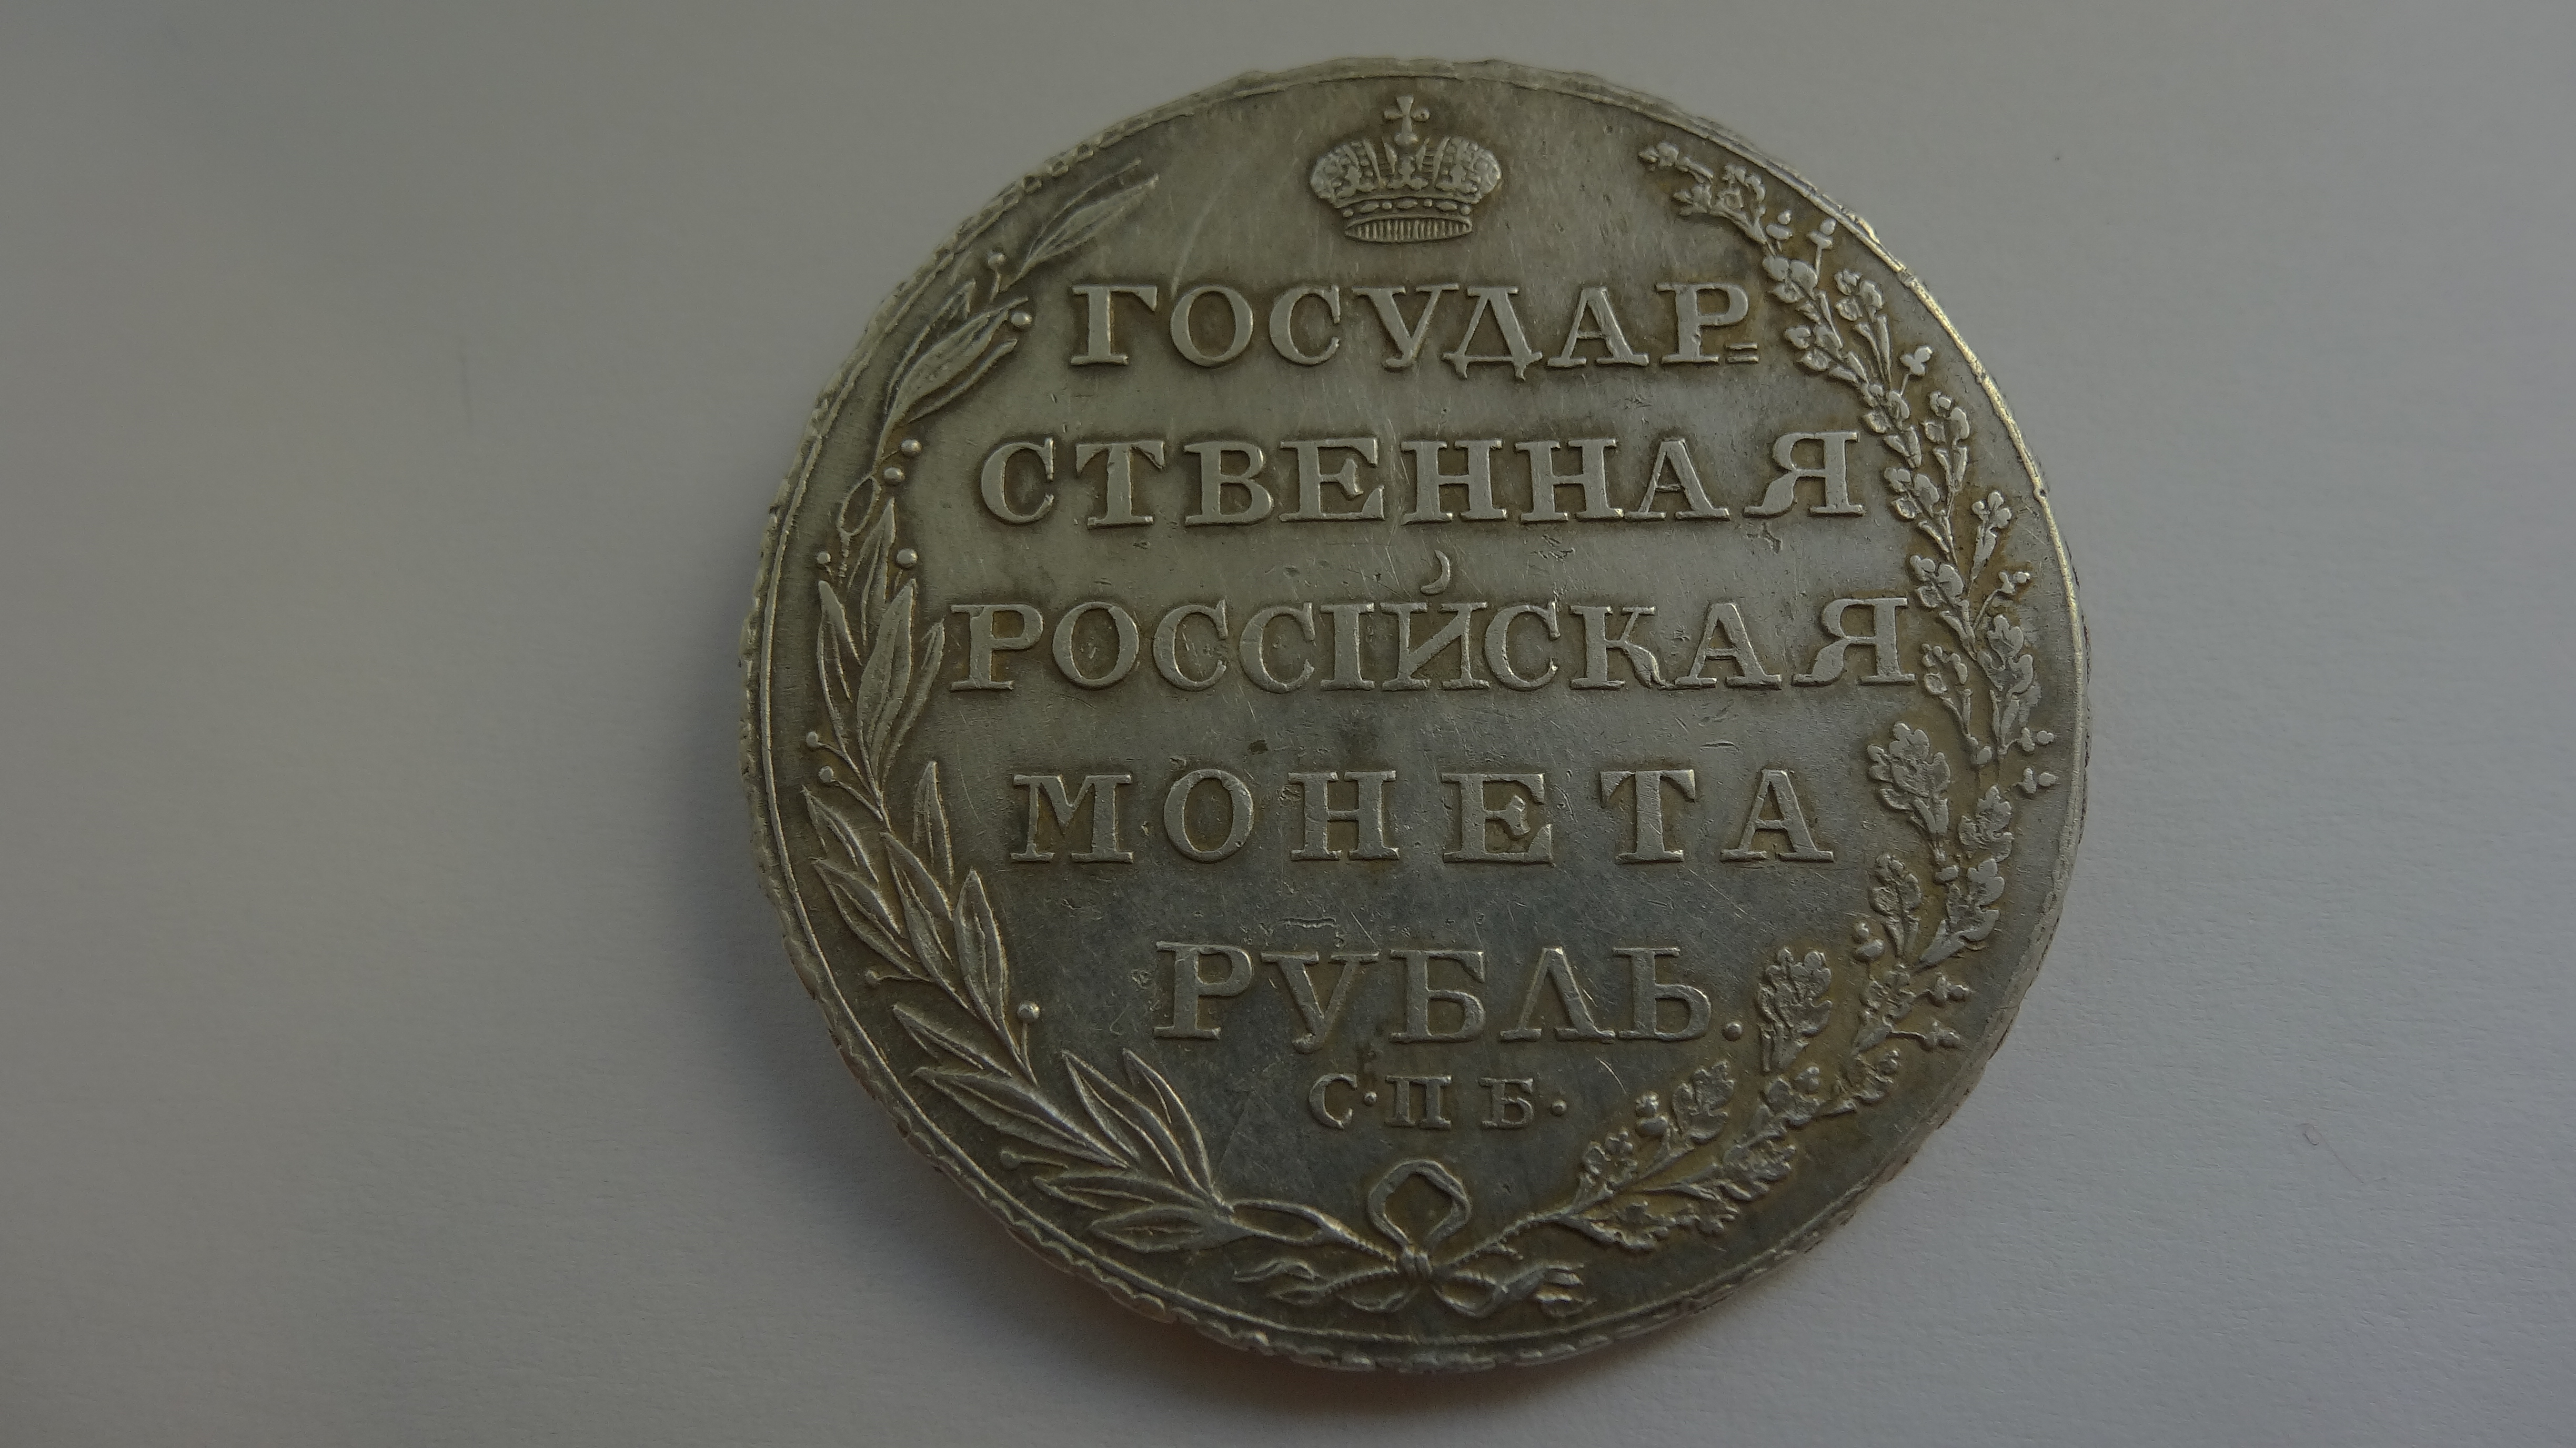 ГОСУДАР=
СТВЕННАЯ
РОССІЙСКАЯ
МОНЕТА
РУБЛЬ.
С·П Б·